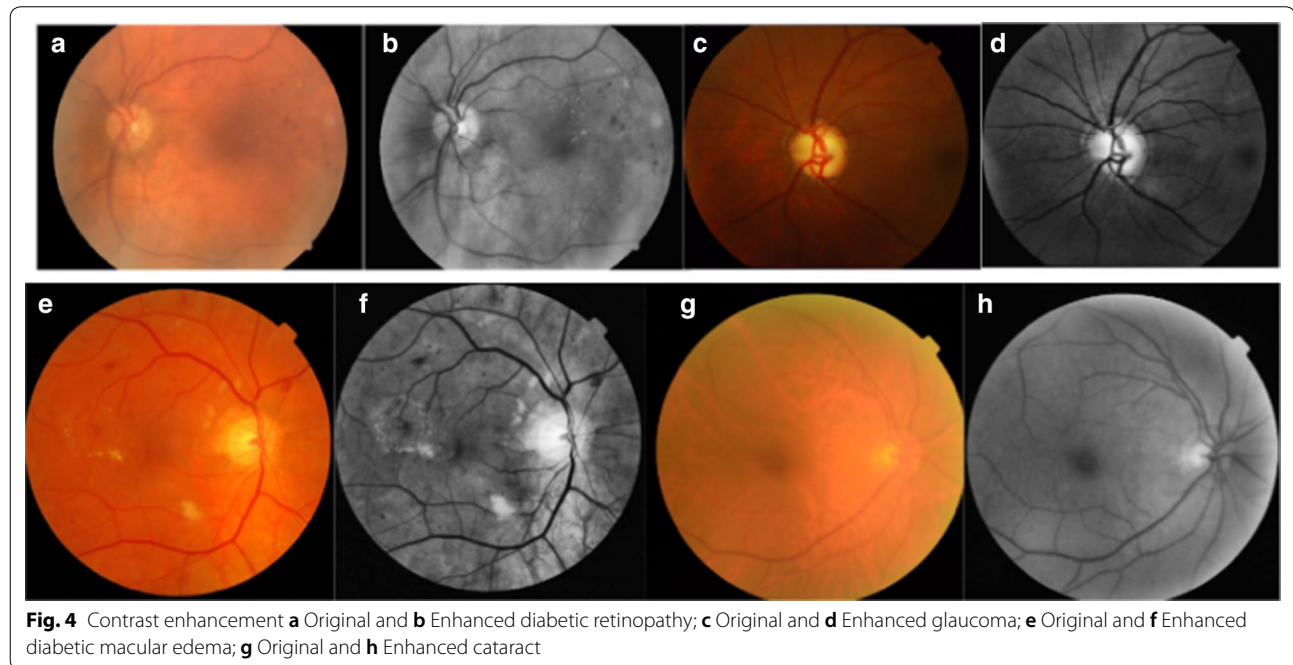 a b c d
e f g h
Fig. 4 Contrast enhancement a Original and b Enhanced diabetic retinopathy; c Original and d Enhanced glaucoma; e Original and f Enhanced
diabetic macular edema; g Original and h Enhanced cataract